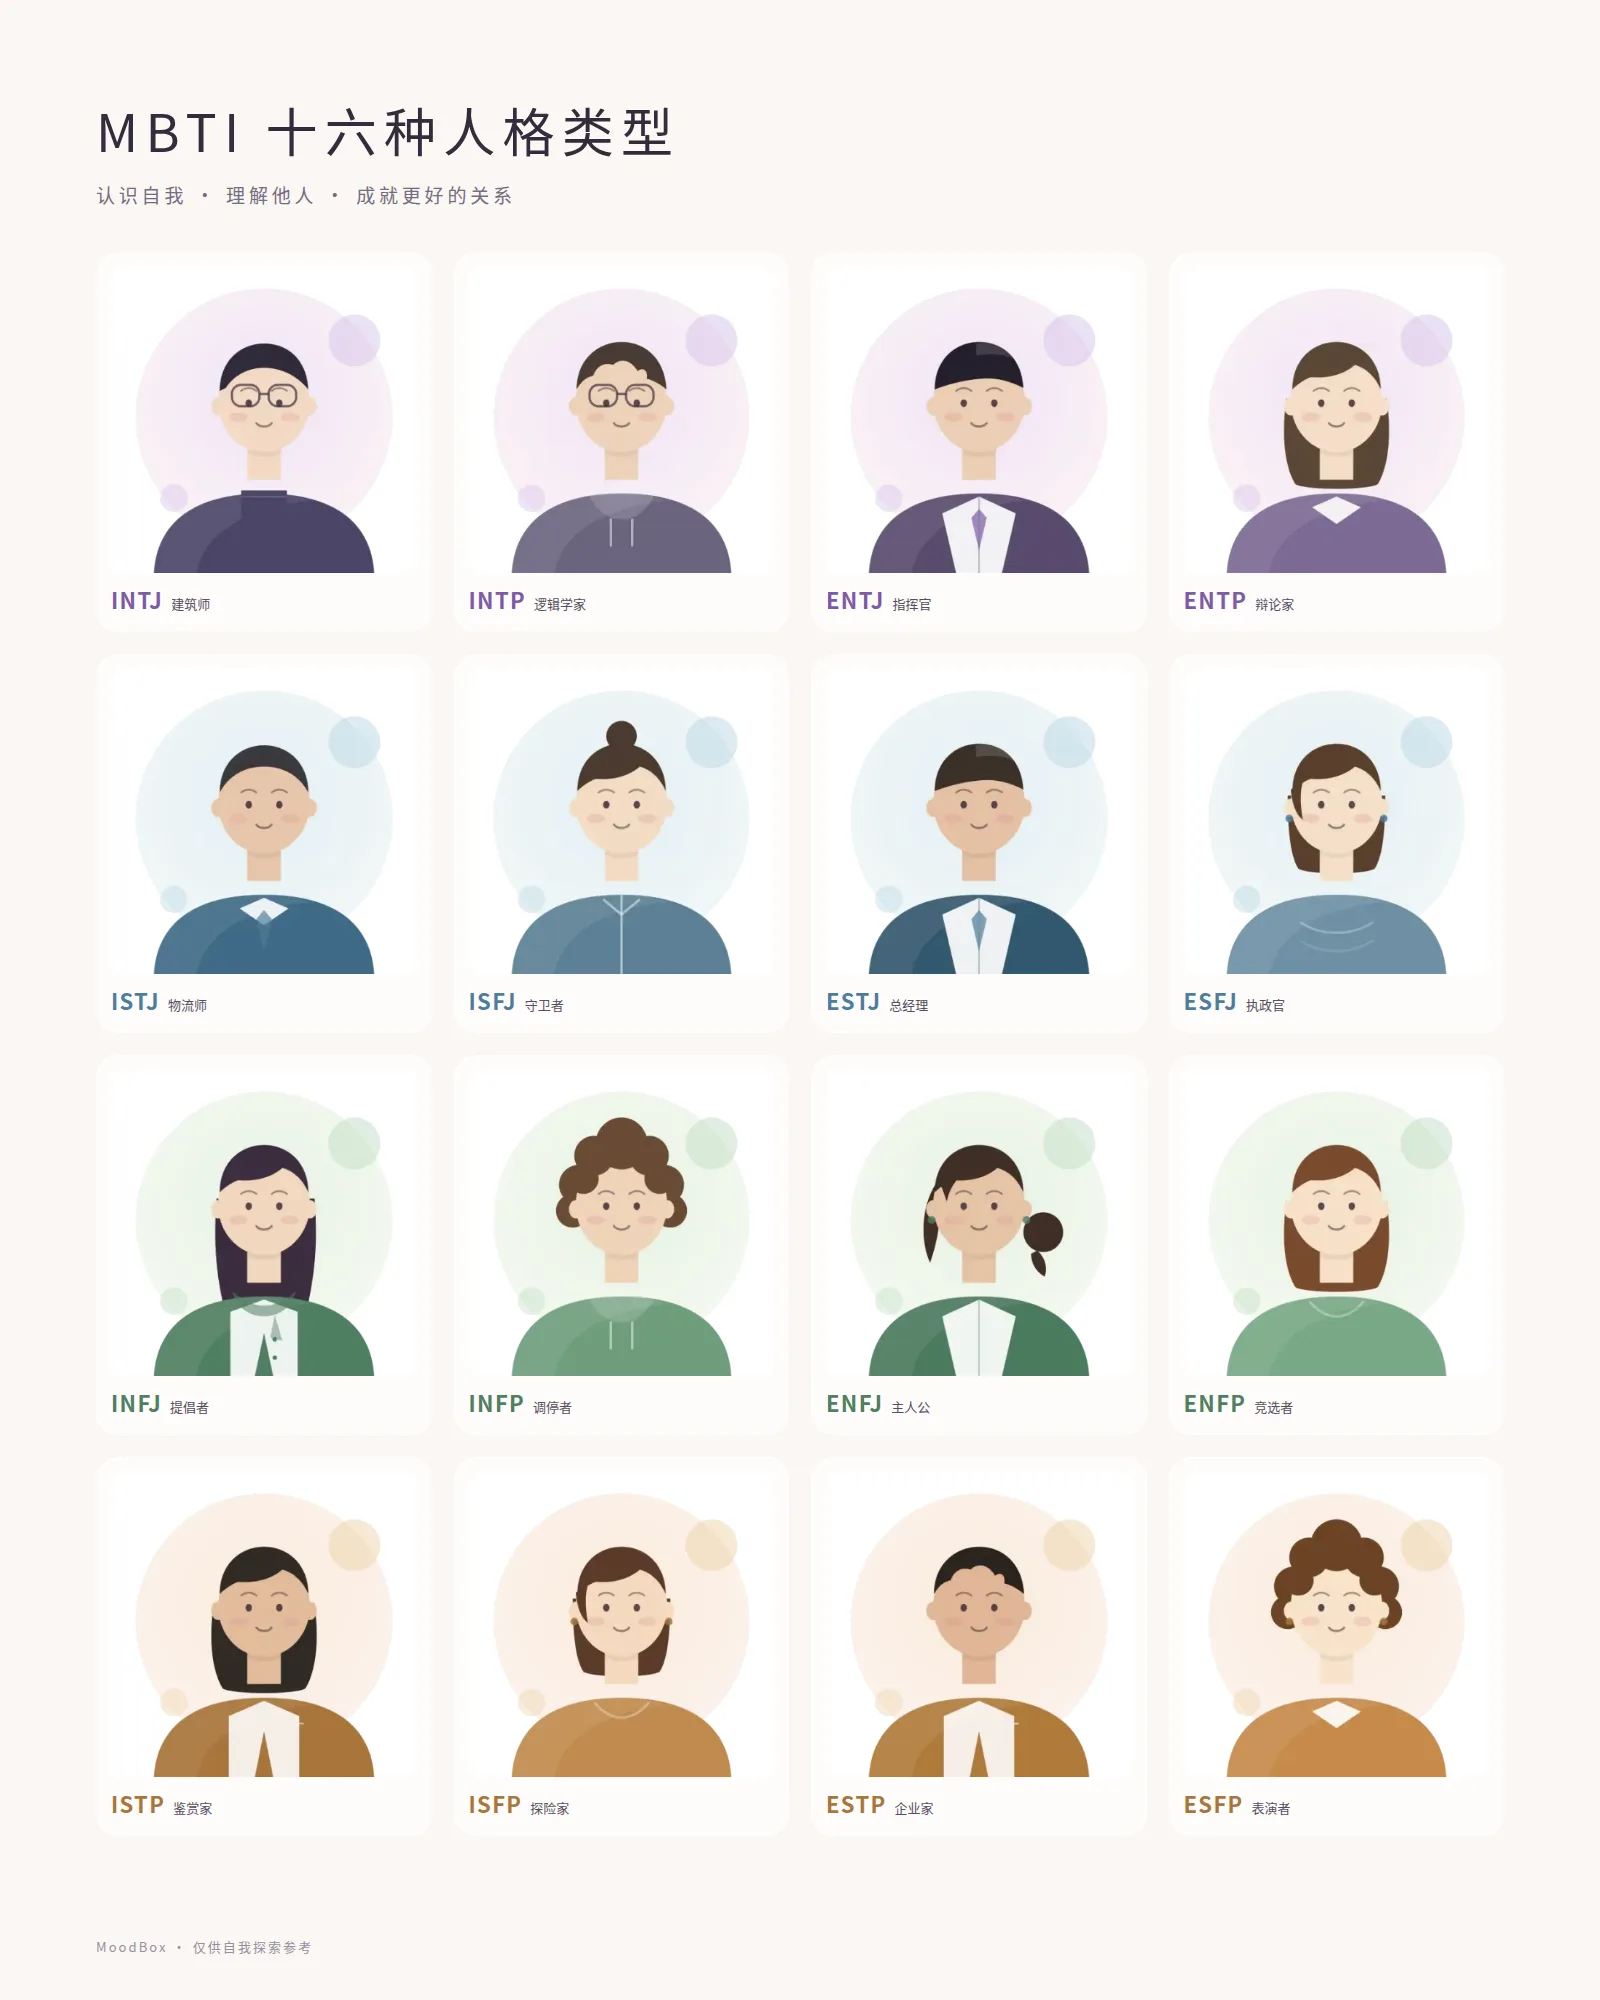 MBTI 十六种人格类型
认识自我 • 理解他人 • 成就更好的关系
INTJ 建筑师
INTP 逻辑学家
ENTJ 指挥官
ENTP 辩论家
ISTJ 物流师
ISFJ 守卫者
ESTJ 总经理
ESFJ 执政官
INFJ 提倡者
INFP 调停者
ENFJ 主人公
ENFP 竞选者
ISTP 鉴赏家
ISFP 探险家
ESTP 企业家
ESFP 表演者
MoodBox • 仅供自我探索参考